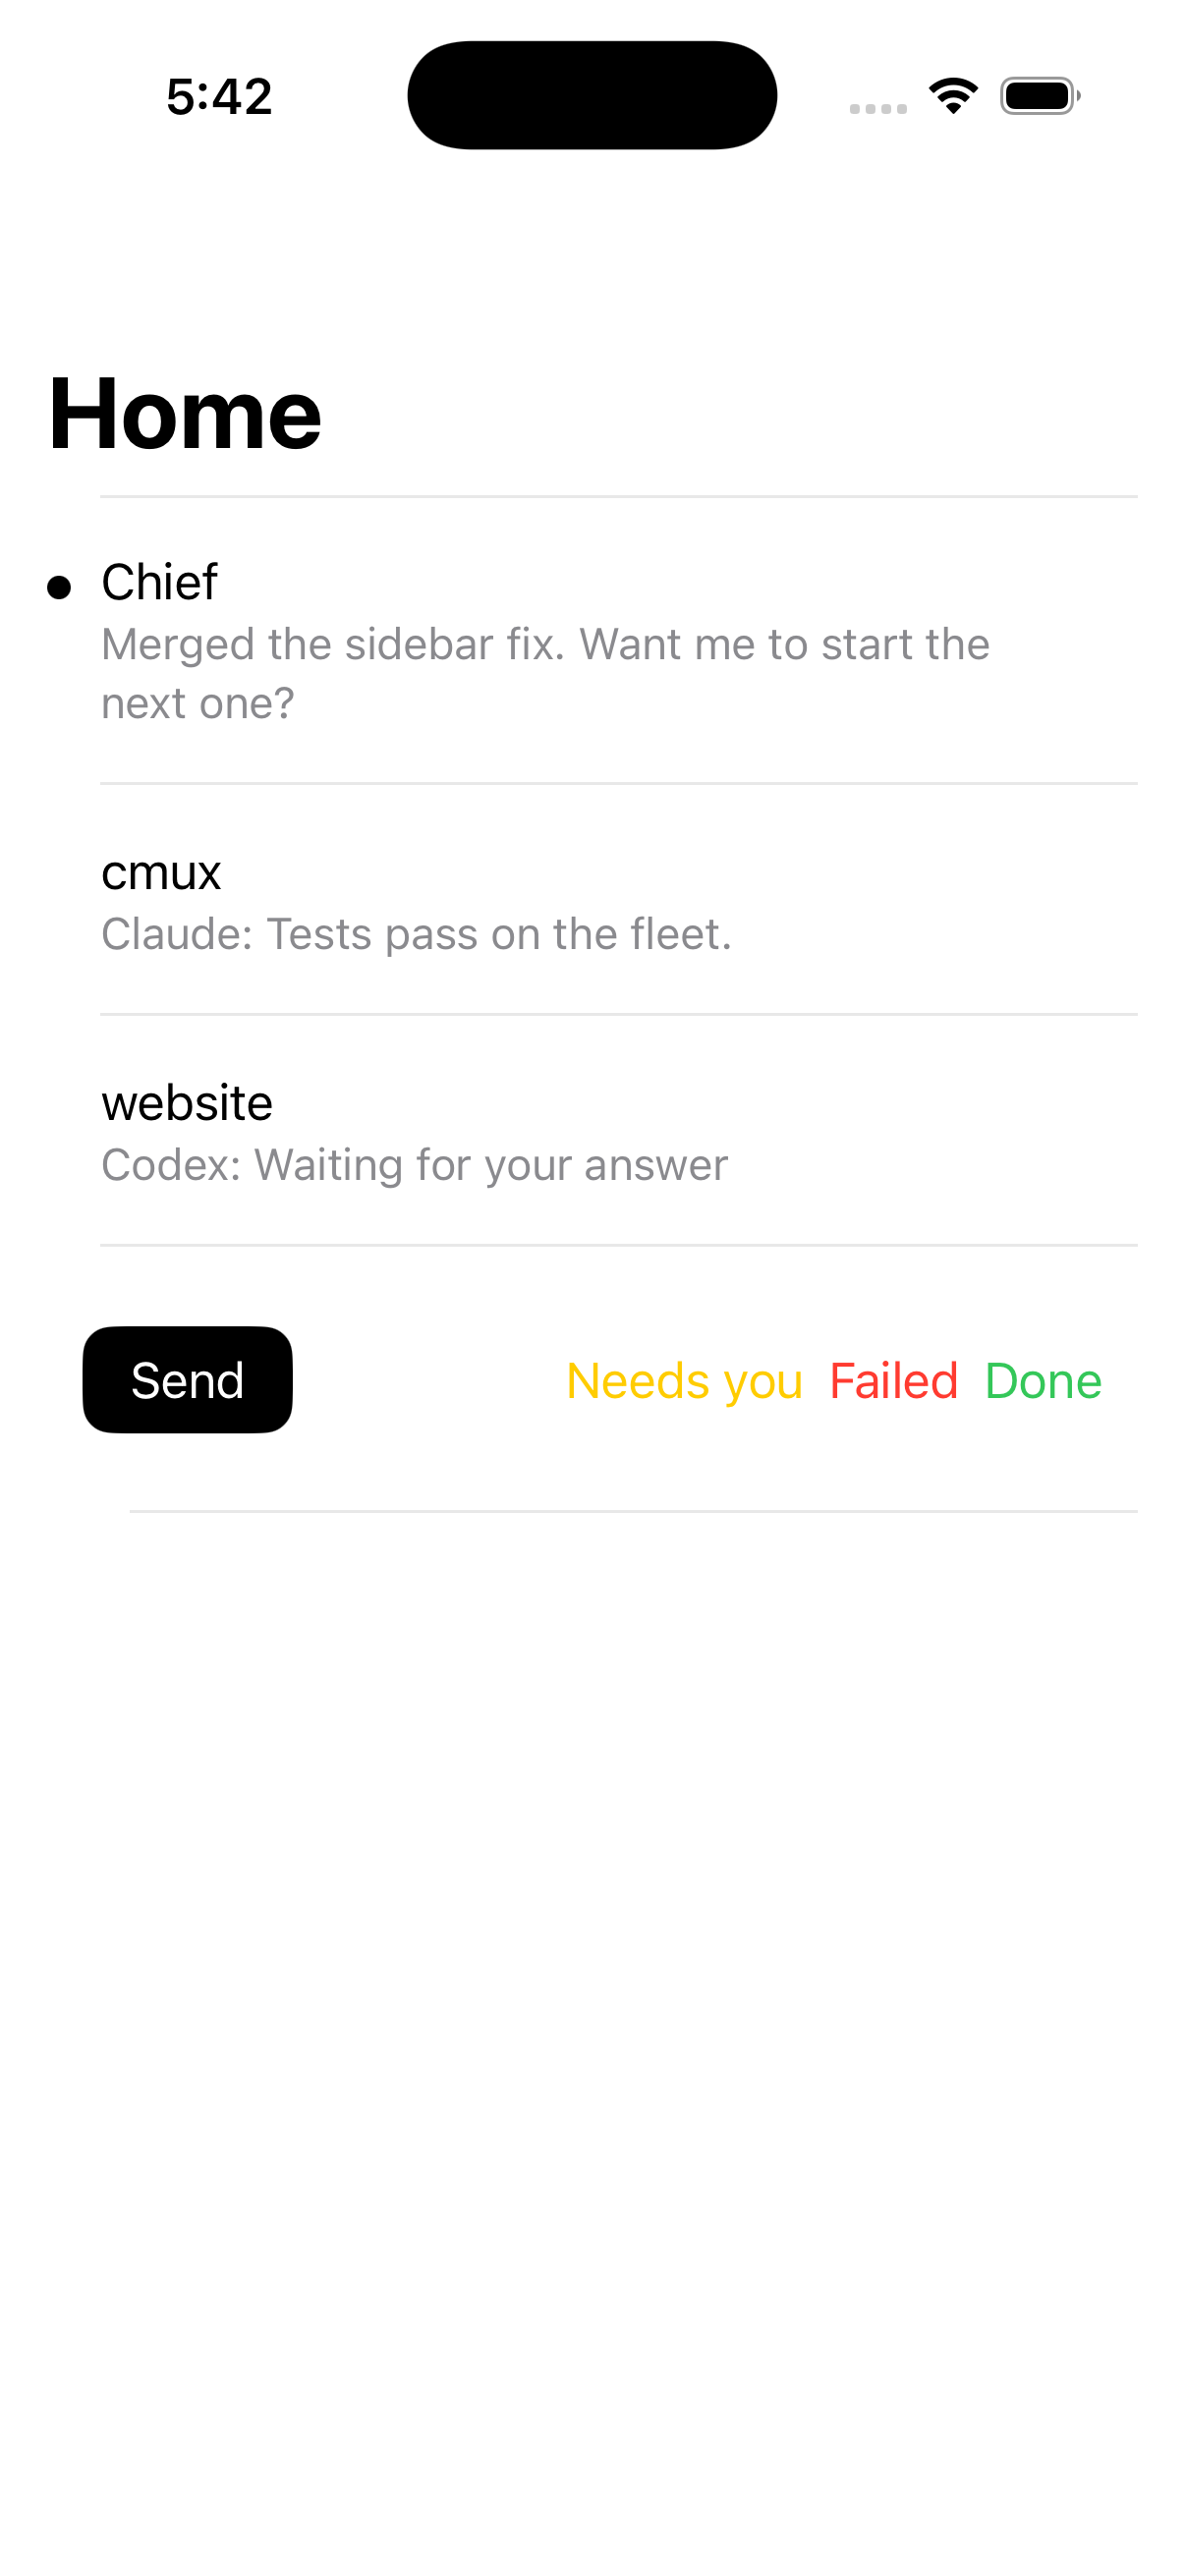 5:42
Home
Chief
Merged the sidebar fix. Want me to start the
next one?
cmux
Claude: Tests pass on the fleet.
website
Codex: Waiting for your answer
Send
Needs you Failed Done